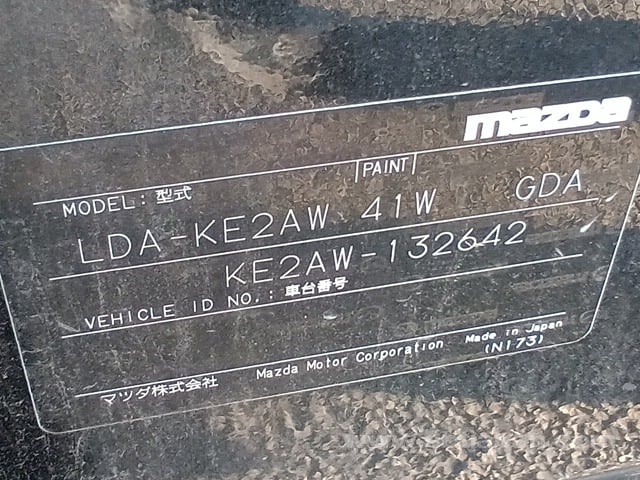 mazda
MODEL: 型式 PAINT
LDA-KE2AW 41W GDA
KE2AW-132642
VEHICLE ID NO.: 車台番号
マツダ株式会社 Mazda Motor Corporation Made in Japan
(N173)